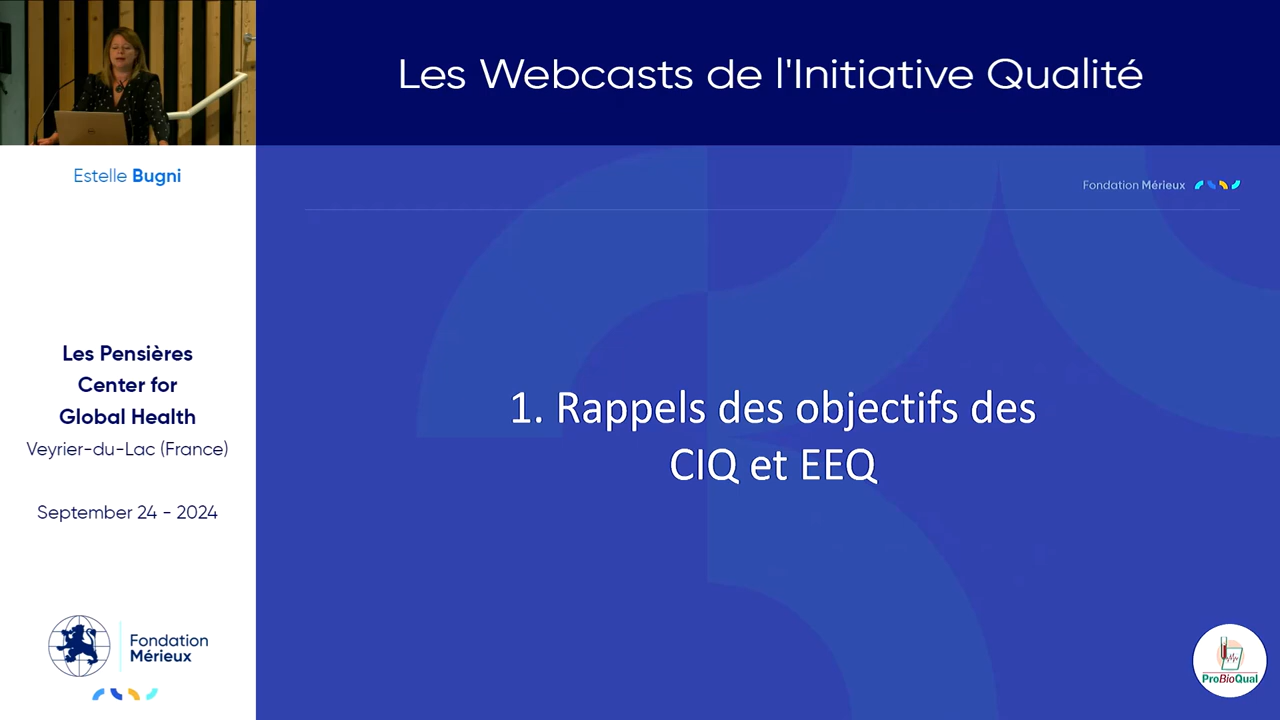 Les Webcasts de l'Initiative Qualité
Estelle Bugni
Fondation Mérieux
1. Rappels des objectifs des
CIQ et EEQ
Les Pensières
Center for
Global Health
Veyrier-du-Lac (France)
September 24 - 2024
Fondation
Mérieux
ProBioQual